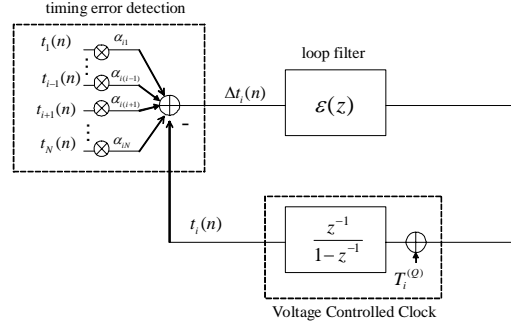 timing error detection
t_1(n) ⊗ α_{i1}
⋮
t_{i-1}(n) ⊗ α_{i(i-1)}
t_{i+1}(n) ⊗ α_{i(i+1)}
⋮
t_N(n) ⊗ α_{iN}
-
Δt_i(n)
loop filter
ε(z)
t_i(n)
z^{-1}
1 - z^{-1}
T_i^{(Q)}
Voltage Controlled Clock